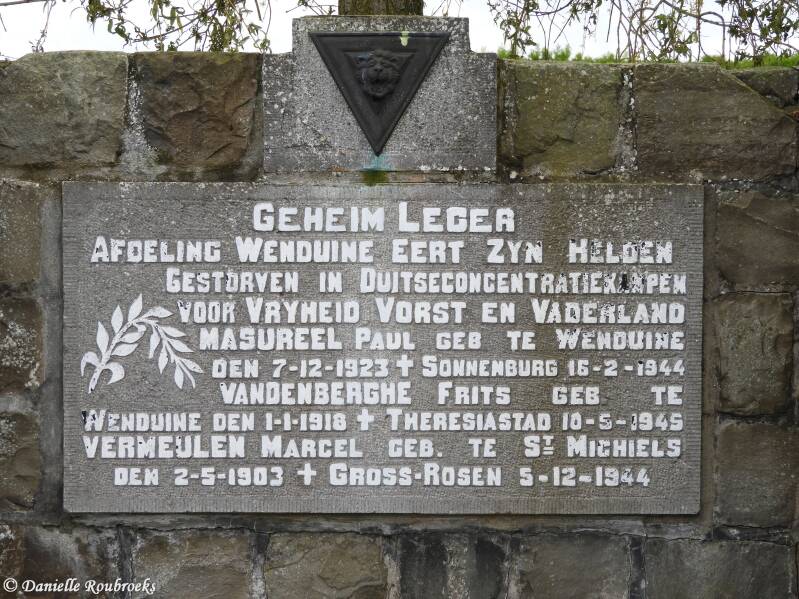 GEHEIM LEGER
AFDELING WENDUINE EERT ZYN HELDEN
GESTORVEN IN DUITSECONCENTRATIEKAMPEN
VOOR VRYHEID VORST EN VADERLAND
MASUREEL PAUL GEB TE WENDUINE
DEN 7-12-1923 + SONNENBURG 16-2-1944
VANDENBERGHE FRITS GEB. TE
WENDUINE DEN 1-1-1918 + THERESIASTAD 10-5-1945
VERMEULEN MARCEL GEB. TE ST MICHIELS
DEN 2-5-1903 + GROSS-ROSEN 5-12-1944
© Danielle Roubroeks